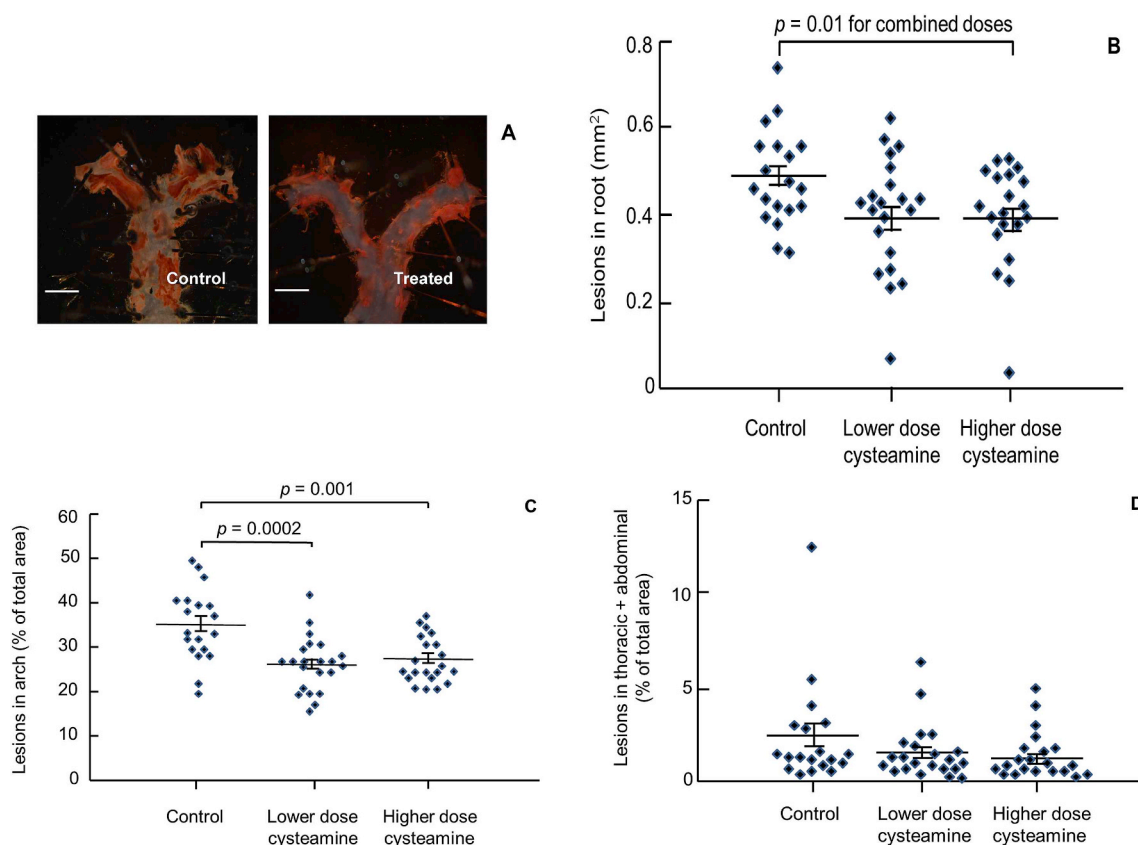 A
Control
Treated
B
p = 0.01 for combined doses
Lesions in root (mm²)
0.8
0.6
0.4
0.2
0
Control
Lower dose
cysteamine
Higher dose
cysteamine
C
p = 0.001
p = 0.0002
Lesions in arch (% of total area)
60
50
40
30
20
10
0
Control
Lower dose
cysteamine
Higher dose
cysteamine
D
Lesions in thoracic + abdominal
(% of total area)
15
10
5
0
Control
Lower dose
cysteamine
Higher dose
cysteamine